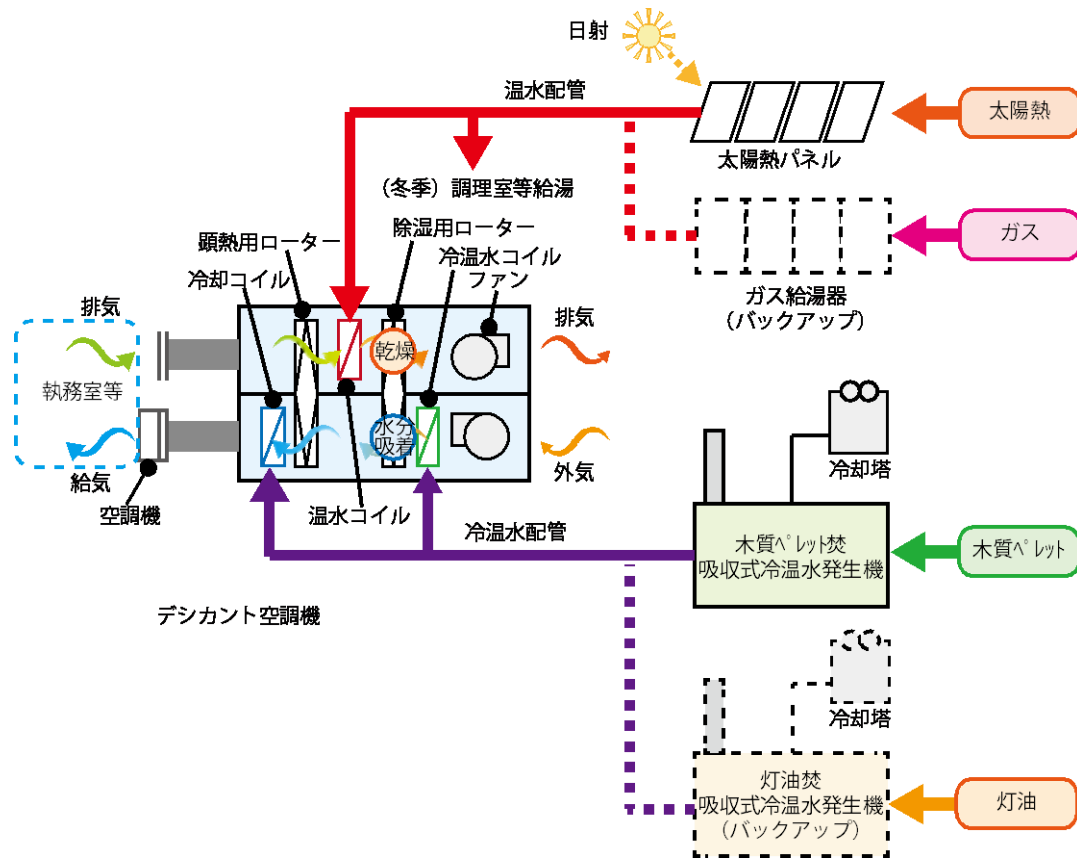 日射
温水配管
太陽熱
太陽熱パネル
（冬季）調理室等給湯
ガス
ガス給湯器
（バックアップ）
顕熱用ローター
除湿用ローター
冷却コイル
冷温水コイル
ファン
排気
排気
乾燥
執務室等
水分
吸着
給気
外気
空調機
温水コイル
冷温水配管
冷却塔
木質ペレット焚
吸収式冷温水発生機
木質ペレット
デシカント空調機
冷却塔
灯油焚
吸収式冷温水発生機
（バックアップ）
灯油